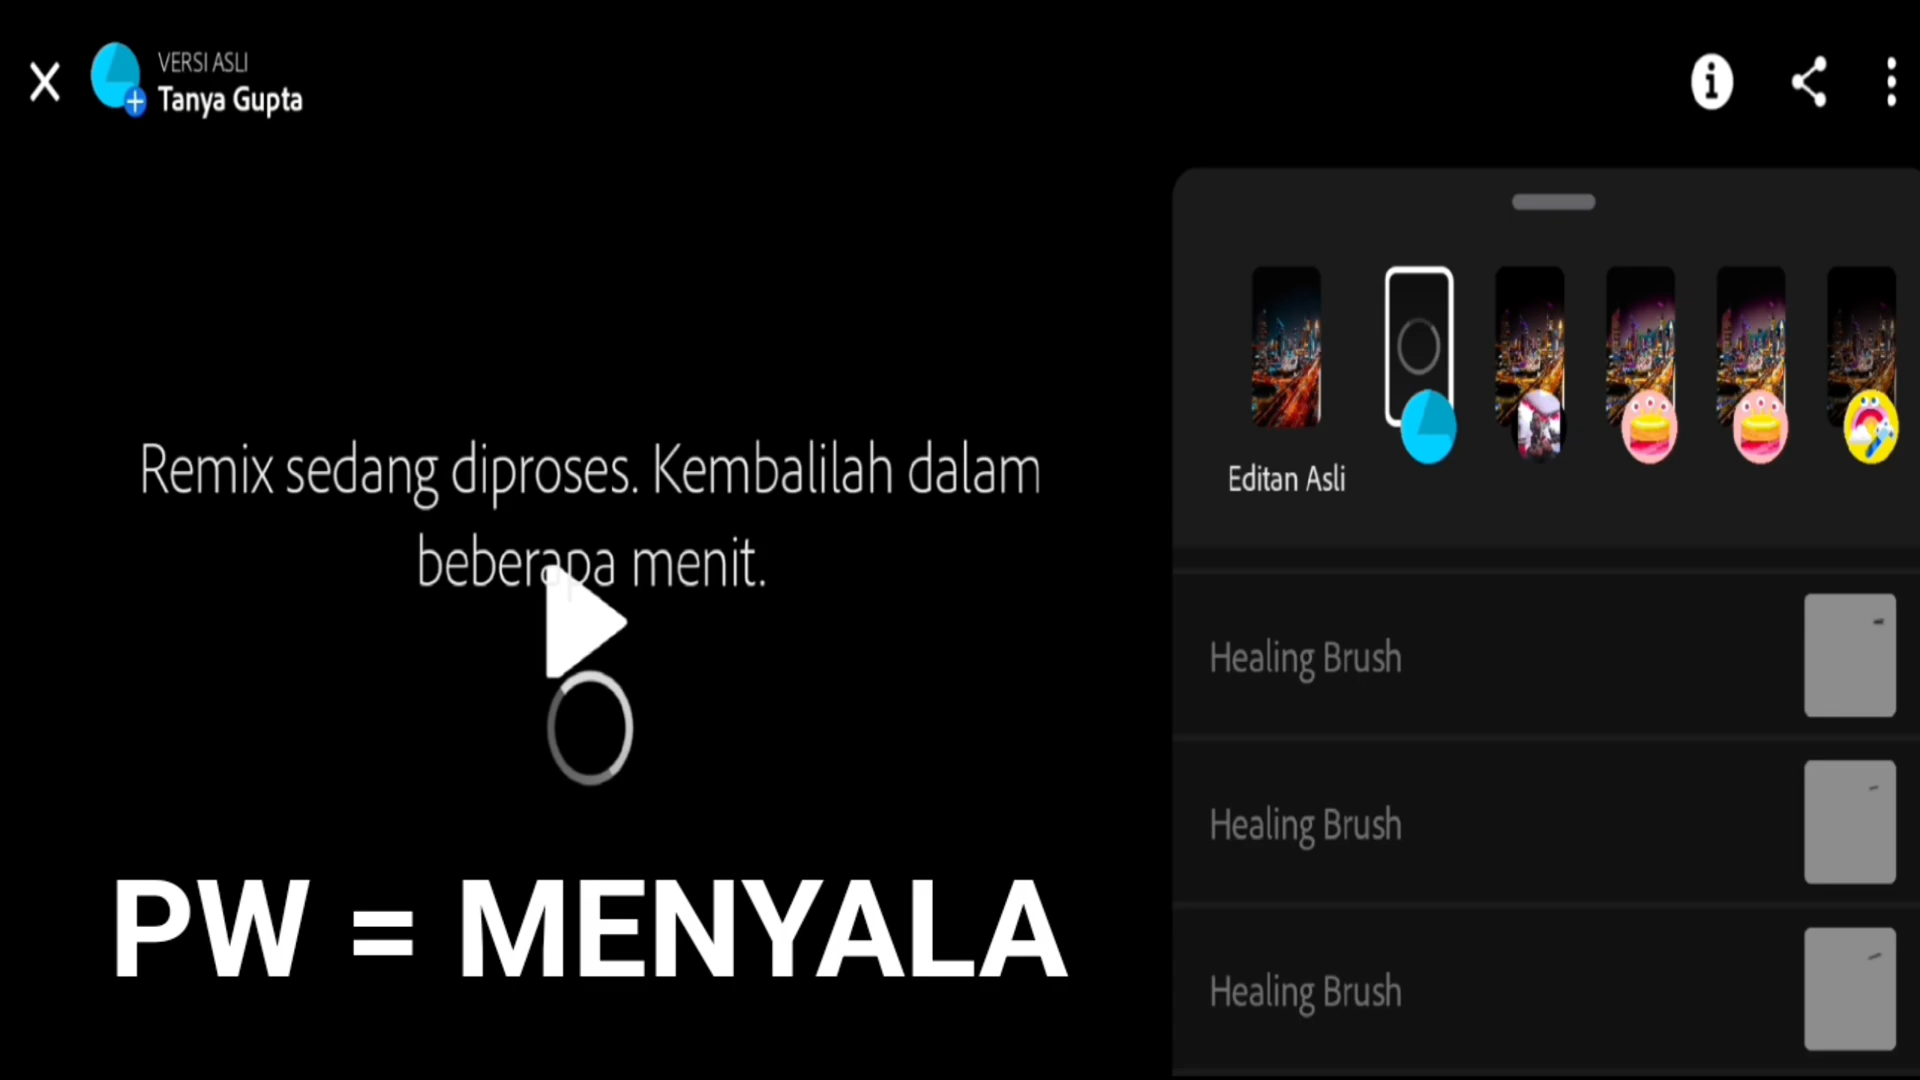 VERSI ASLI
Tanya Gupta
Remix sedang diproses. Kembalilah dalam
beberapa menit.
PW = MENYALA
Editan Asli
Healing Brush
Healing Brush
Healing Brush